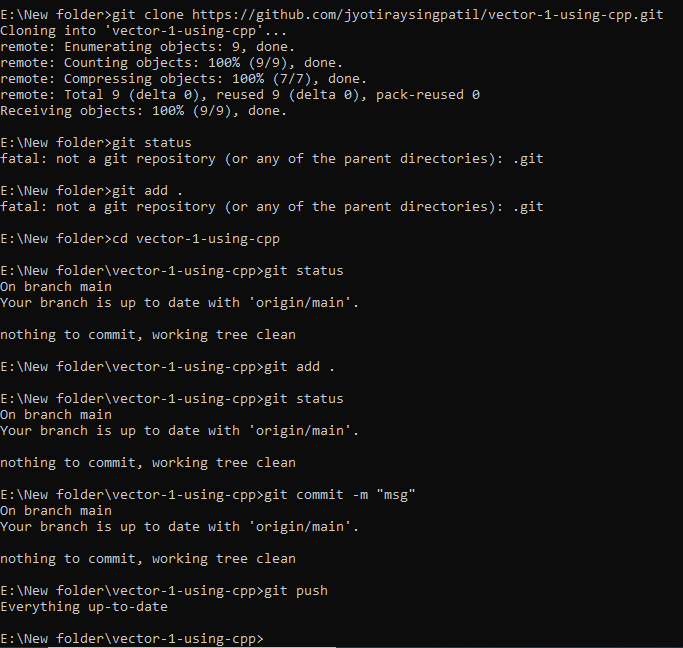 E:\New folder>git clone https://github.com/jyotiraysingpatil/vector-1-using-cpp.git
Cloning into 'vector-1-using-cpp'...
remote: Enumerating objects: 9, done.
remote: Counting objects: 100% (9/9), done.
remote: Compressing objects: 100% (7/7), done.
remote: Total 9 (delta 0), reused 9 (delta 0), pack-reused 0
Receiving objects: 100% (9/9), done.
E:\New folder>git status
fatal: not a git repository (or any of the parent directories): .git
E:\New folder>git add .
fatal: not a git repository (or any of the parent directories): .git
E:\New folder>cd vector-1-using-cpp
E:\New folder\vector-1-using-cpp>git status
On branch main
Your branch is up to date with 'origin/main'.
nothing to commit, working tree clean
E:\New folder\vector-1-using-cpp>git add .
E:\New folder\vector-1-using-cpp>git status
On branch main
Your branch is up to date with 'origin/main'.
nothing to commit, working tree clean
E:\New folder\vector-1-using-cpp>git commit -m "msg"
On branch main
Your branch is up to date with 'origin/main'.
nothing to commit, working tree clean
E:\New folder\vector-1-using-cpp>git push
Everything up-to-date
E:\New folder\vector-1-using-cpp>